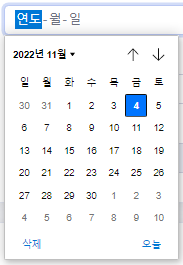 연도-월-일
2022년 11월
일 월 화 수 목 금 토
30 31 1 2 3 4 5
6 7 8 9 10 11 12
13 14 15 16 17 18 19
20 21 22 23 24 25 26
27 28 29 30 1 2 3
4 5 6 7 8 9 10
삭제 오늘